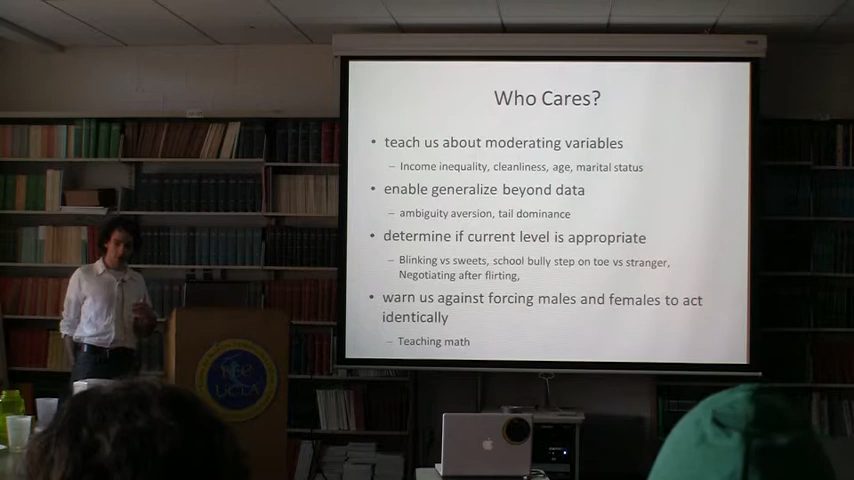 Who Cares?
• teach us about moderating variables
– Income inequality, cleanliness, age, marital status
• enable generalize beyond data
– ambiguity aversion, tail dominance
• determine if current level is appropriate
– Blinking vs sweets, school bully step on toe vs stranger,
Negotiating after flirting,
• warn us against forcing males and females to act
identically
– Teaching math
UCLA